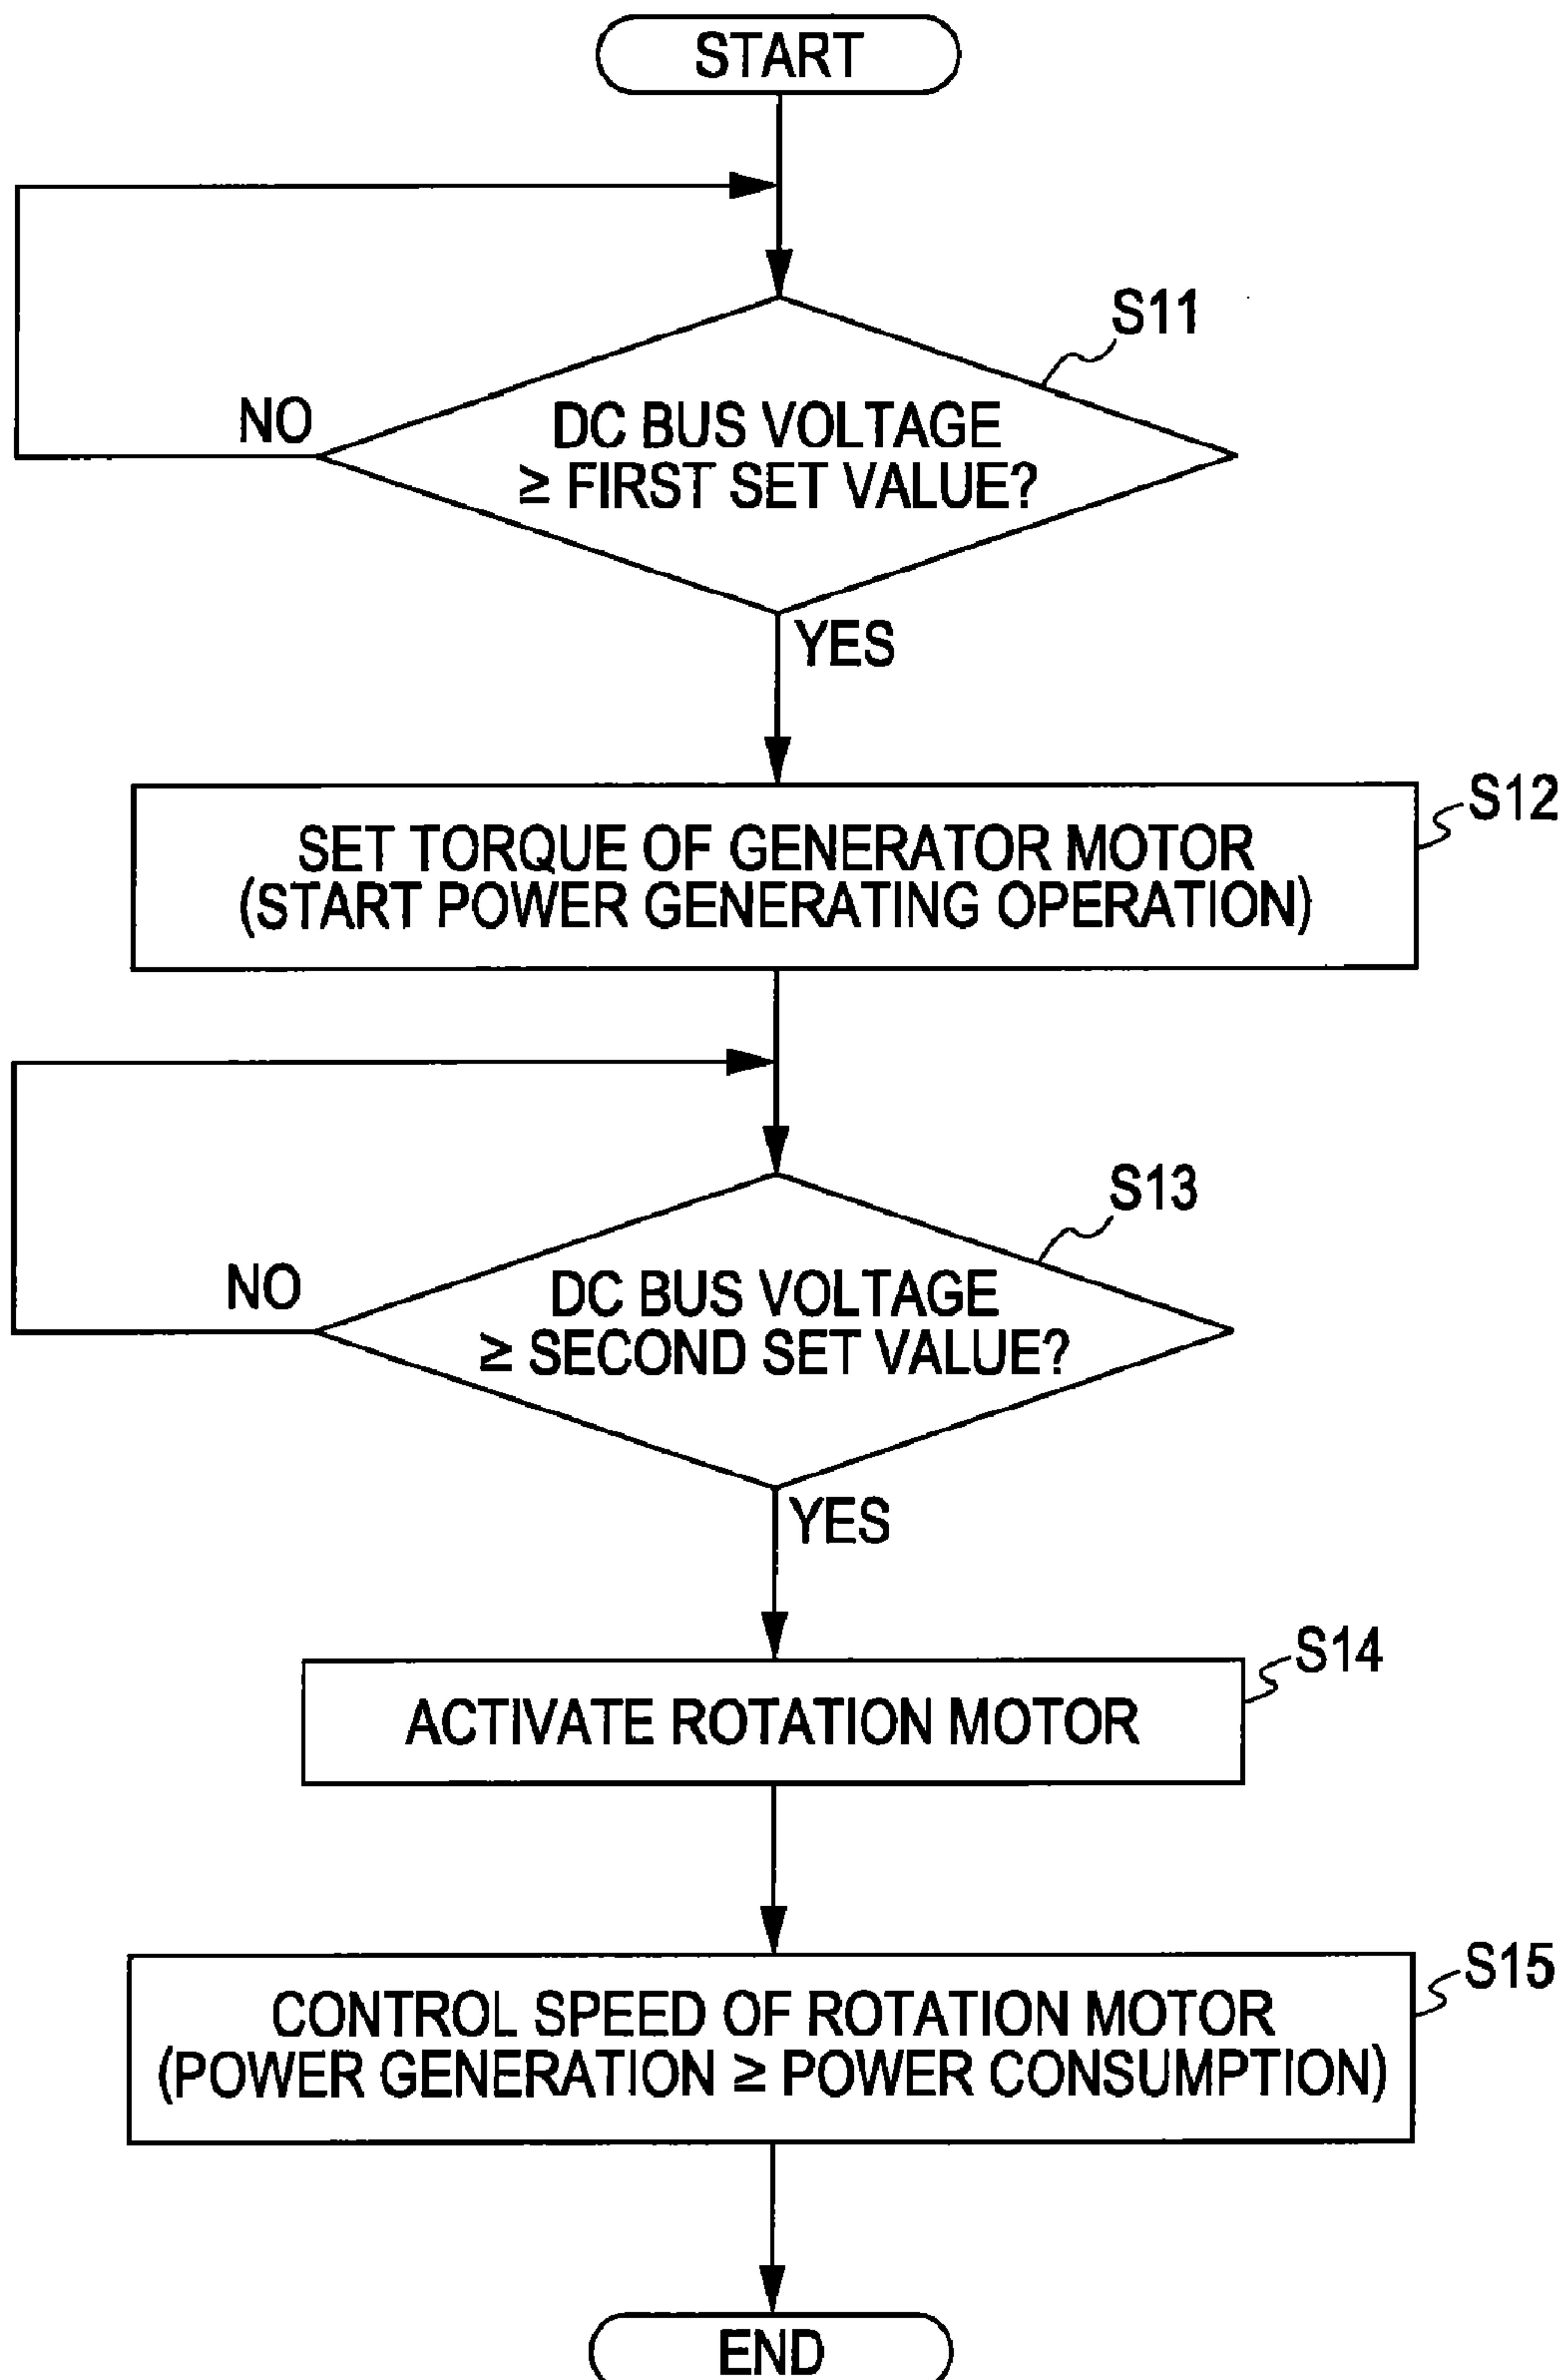 START
S11
NO
DC BUS VOLTAGE
≥ FIRST SET VALUE?
YES
S12
SET TORQUE OF GENERATOR MOTOR
(START POWER GENERATING OPERATION)
S13
NO
DC BUS VOLTAGE
≥ SECOND SET VALUE?
YES
S14
ACTIVATE ROTATION MOTOR
S15
CONTROL SPEED OF ROTATION MOTOR
(POWER GENERATION ≥ POWER CONSUMPTION)
END